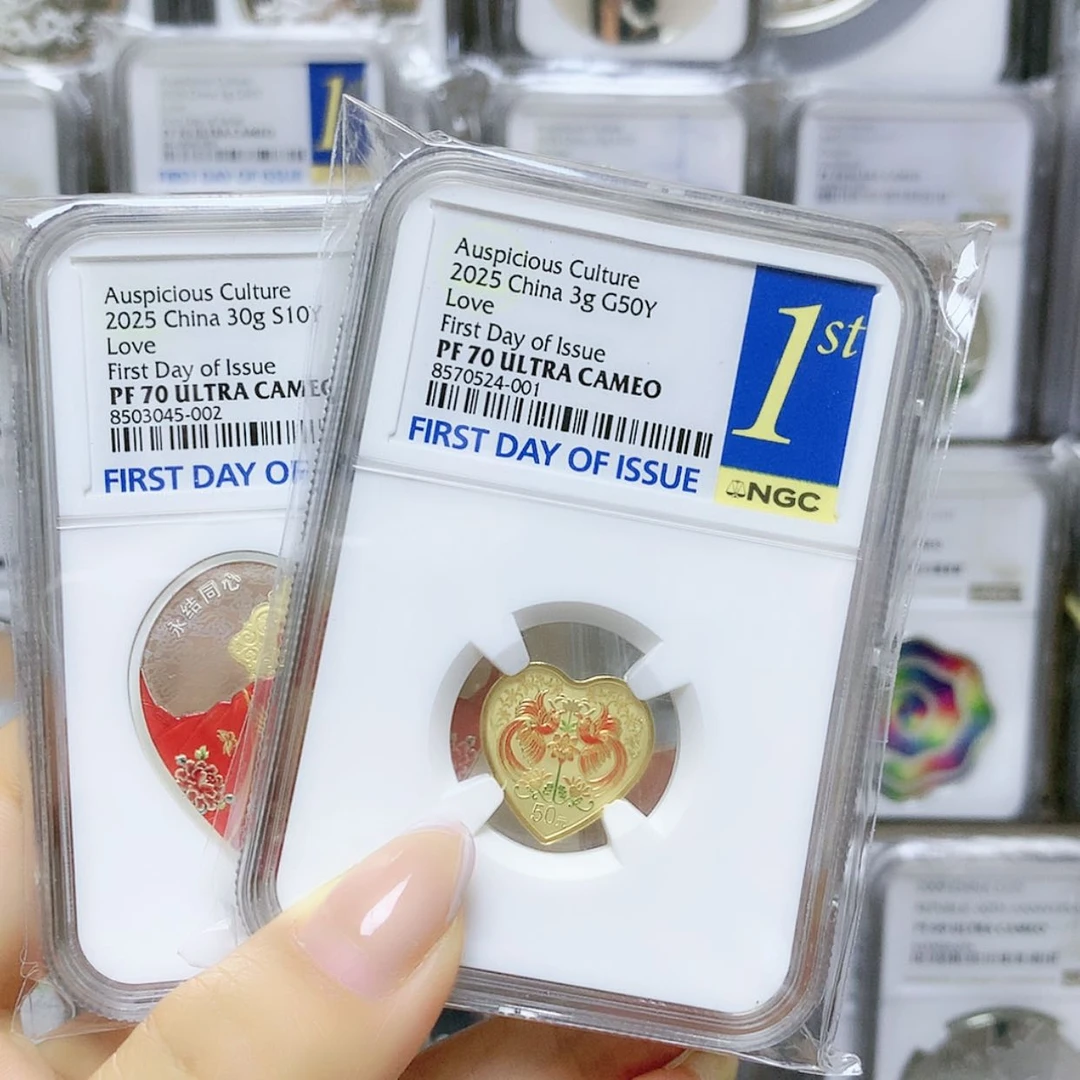 Auspicious Culture
2025 China 30g S10Y
Love
First Day of Issue
PF 70 ULTRA CAMEO
8503045-002
FIRST DAY OF
永结同心
Auspicious Culture
2025 China 3g G50Y
Love
First Day of Issue
PF 70 ULTRA CAMEO
8570524-001
FIRST DAY OF ISSUE
1st
NGC
50元
1
FIRST DAY OF ISSUE